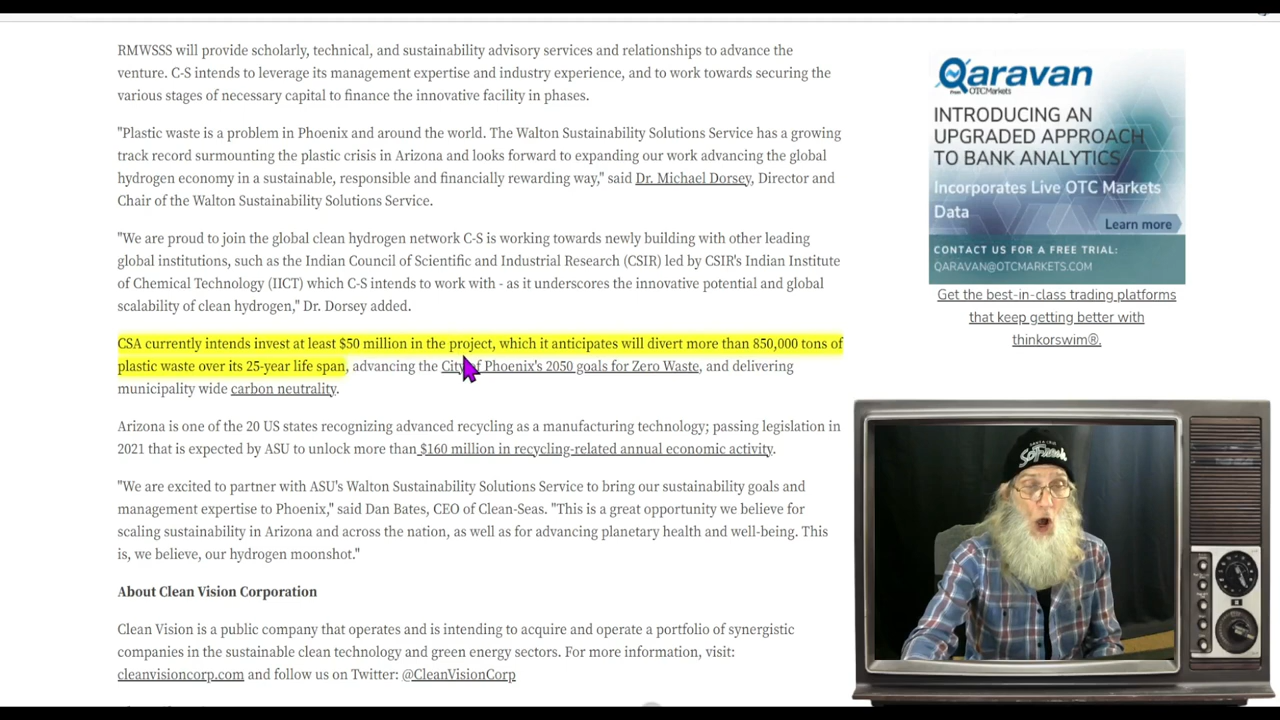 RMWSSS will provide scholarly, technical, and sustainability advisory services and relationships to advance the
venture. C-S intends to leverage its management expertise and industry experience, and to work towards securing the
various stages of necessary capital to finance the innovative facility in phases.
"Plastic waste is a problem in Phoenix and around the world. The Walton Sustainability Solutions Service has a growing
track record surmounting the plastic crisis in Arizona and looks forward to expanding our work advancing the global
hydrogen economy in a sustainable, responsible and financially rewarding way," said Dr. Michael Dorsey, Director and
Chair of the Walton Sustainability Solutions Service.
"We are proud to join the global clean hydrogen network C-S is working towards newly building with other leading
global institutions, such as the Indian Council of Scientific and Industrial Research (CSIR) led by CSIR's Indian Institute
of Chemical Technology (IICT) which C-S intends to work with - as it underscores the innovative potential and global
scalability of clean hydrogen," Dr. Dorsey added.
CSA currently intends invest at least $50 million in the project, which it anticipates will divert more than 850,000 tons of
plastic waste over its 25-year life span, advancing the City of Phoenix's 2050 goals for Zero Waste, and delivering
municipality wide carbon neutrality.
Arizona is one of the 20 US states recognizing advanced recycling as a manufacturing technology; passing legislation in
2021 that is expected by ASU to unlock more than $160 million in recycling-related annual economic activity.
"We are excited to partner with ASU's Walton Sustainability Solutions Service to bring our sustainability goals and
management expertise to Phoenix," said Dan Bates, CEO of Clean-Seas. "This is a great opportunity we believe for
scaling sustainability in Arizona and across the nation, as well as for advancing planetary health and well-being. This
is, we believe, our hydrogen moonshot."
About Clean Vision Corporation
Clean Vision is a public company that operates and is intending to acquire and operate a portfolio of synergistic
companies in the sustainable clean technology and green energy sectors. For more information, visit:
cleanvisioncorp.com and follow us on Twitter: @CleanVisionCorp
Qaravan
From OTCMarkets
INTRODUCING AN
UPGRADED APPROACH
TO BANK ANALYTICS
Incorporates Live OTC Markets
Data
Learn more
CONTACT US FOR A FREE TRIAL:
QARAVAN@OTCMARKETS.COM
Get the best-in-class trading platforms
that keep getting better with
thinkorswim®.